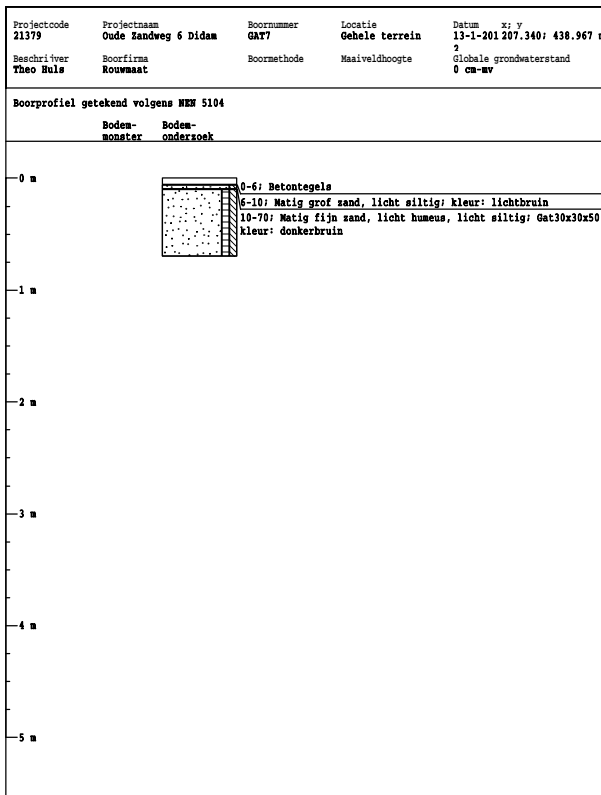 Projectcode Projectnaam Boornummer Locatie Datum x; y
21379 Oude Zandweg 6 Didam GAT7 Gehele terrein 13-1-201 207.340; 438.967
2
Beschrijver Boorfirma Boormethode Maaiveldhoogte Globale grondwaterstand
Theo Huls Rouwmaat 0 cm-mv
Boorprofiel getekend volgens NEN 5104
Bodem- Bodem-
monster onderzoek
0 m
0-6; Betontegels
6-10; Matig grof zand, licht siltig; kleur: lichtbruin
10-70; Matig fijn zand, licht humeus, licht siltig; Gat30x30x50
kleur: donkerbruin
1 m
2 m
3 m
4 m
5 m